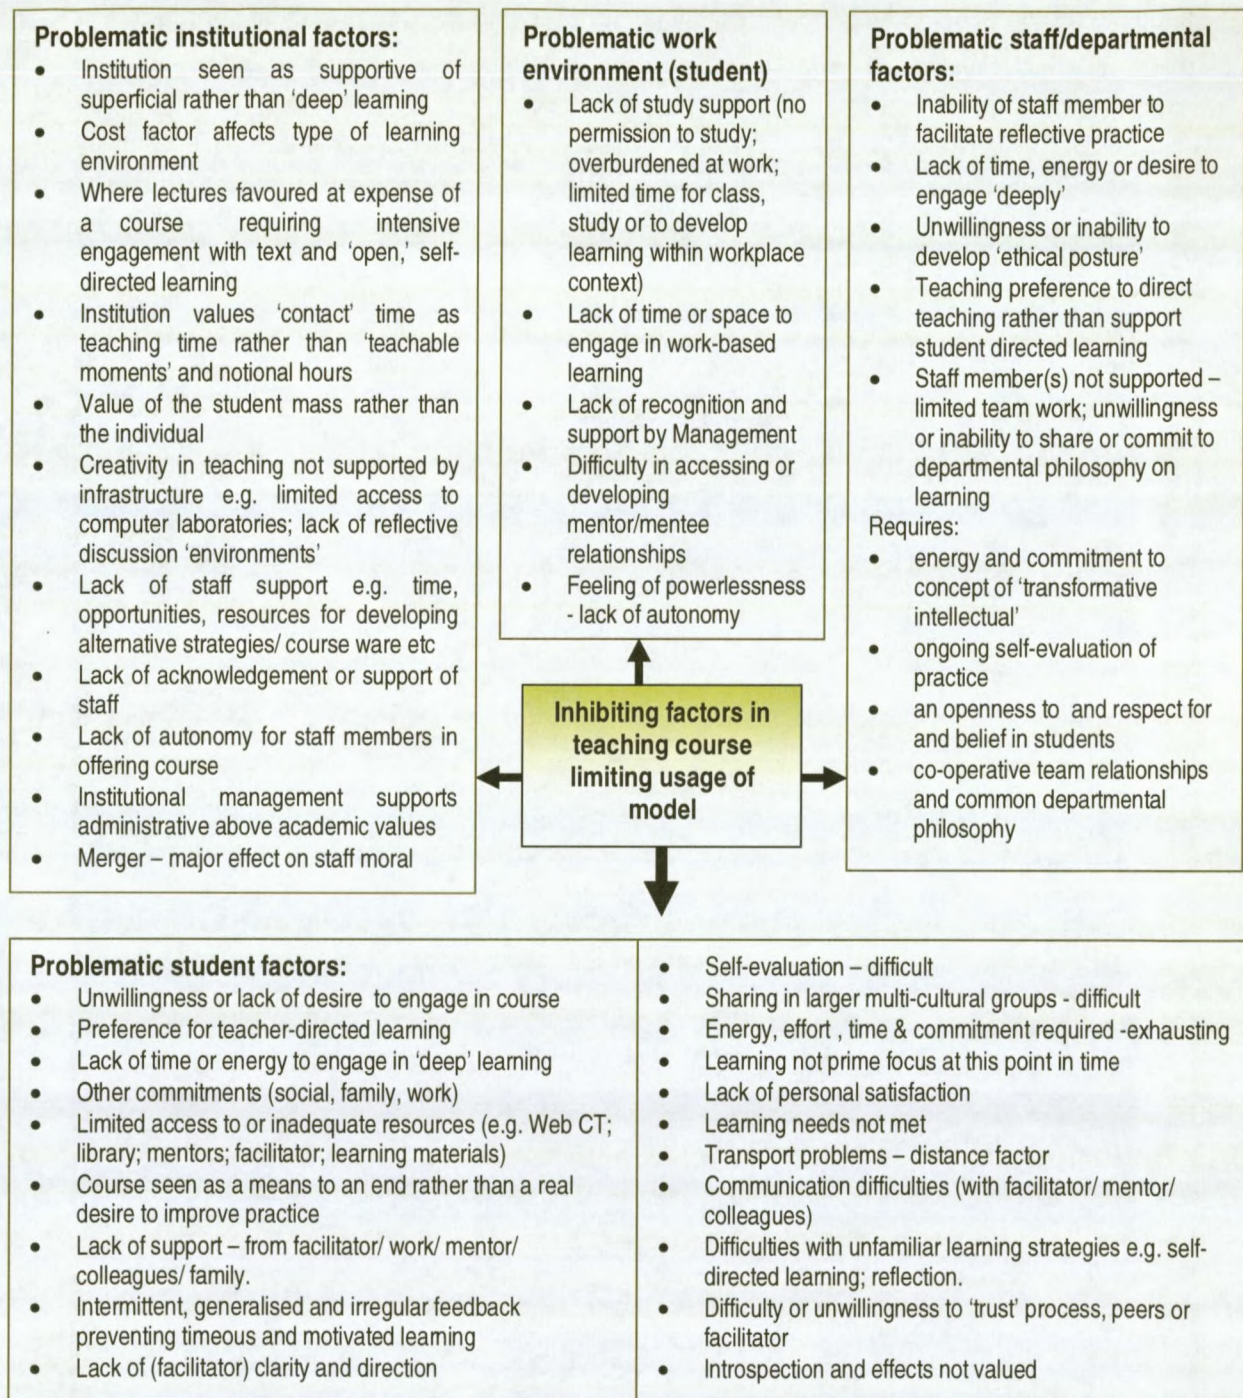 Problematic institutional factors:
• Institution seen as supportive of
superficial rather than ‘deep’ learning
• Cost factor affects type of learning
environment
• Where lectures favoured at expense of
a course requiring intensive
engagement with text and ‘open,’ self-
directed learning
• Institution values ‘contact’ time as
teaching time rather than ‘teachable
moments’ and notional hours
• Value of the student mass rather than
the individual
• Creativity in teaching not supported by
infrastructure e.g. limited access to
computer laboratories; lack of reflective
discussion ‘environments’
• Lack of staff support e.g. time,
opportunities, resources for developing
alternative strategies/ course ware etc
• Lack of acknowledgement or support of
staff
• Lack of autonomy for staff members in
offering course
• Institutional management supports
administrative above academic values
• Merger – major effect on staff moral
Problematic work
environment (student)
• Lack of study support (no
permission to study;
overburdened at work;
limited time for class,
study or to develop
learning within workplace
context)
• Lack of time or space to
engage in work-based
learning
• Lack of recognition and
support by Management
• Difficulty in accessing or
developing
mentor/mentee
relationships
• Feeling of powerlessness
- lack of autonomy
Problematic staff/departmental
factors:
• Inability of staff member to
facilitate reflective practice
• Lack of time, energy or desire to
engage ‘deeply’
• Unwillingness or inability to
develop ‘ethical posture’
• Teaching preference to direct
teaching rather than support
student directed learning
• Staff member(s) not supported –
limited team work; unwillingness
or inability to share or commit to
departmental philosophy on
learning
Requires:
• energy and commitment to
concept of ‘transformative
intellectual’
• ongoing self-evaluation of
practice
• an openness to and respect for
and belief in students
• co-operative team relationships
and common departmental
philosophy
Inhibiting factors in
teaching course
limiting usage of
model
Problematic student factors:
• Unwillingness or lack of desire to engage in course
• Preference for teacher-directed learning
• Lack of time or energy to engage in ‘deep’ learning
• Other commitments (social, family, work)
• Limited access to or inadequate resources (e.g. Web CT;
library; mentors; facilitator; learning materials)
• Course seen as a means to an end rather than a real
desire to improve practice
• Lack of support – from facilitator/ work/ mentor/
colleagues/ family.
• Intermittent, generalised and irregular feedback
preventing timeous and motivated learning
• Lack of (facilitator) clarity and direction
• Self-evaluation – difficult
• Sharing in larger multi-cultural groups - difficult
• Energy, effort , time & commitment required -exhausting
• Learning not prime focus at this point in time
• Lack of personal satisfaction
• Learning needs not met
• Transport problems – distance factor
• Communication difficulties (with facilitator/ mentor/
colleagues)
• Difficulties with unfamiliar learning strategies e.g. self-
directed learning; reflection.
• Difficulty or unwillingness to ‘trust’ process, peers or
facilitator
• Introspection and effects not valued